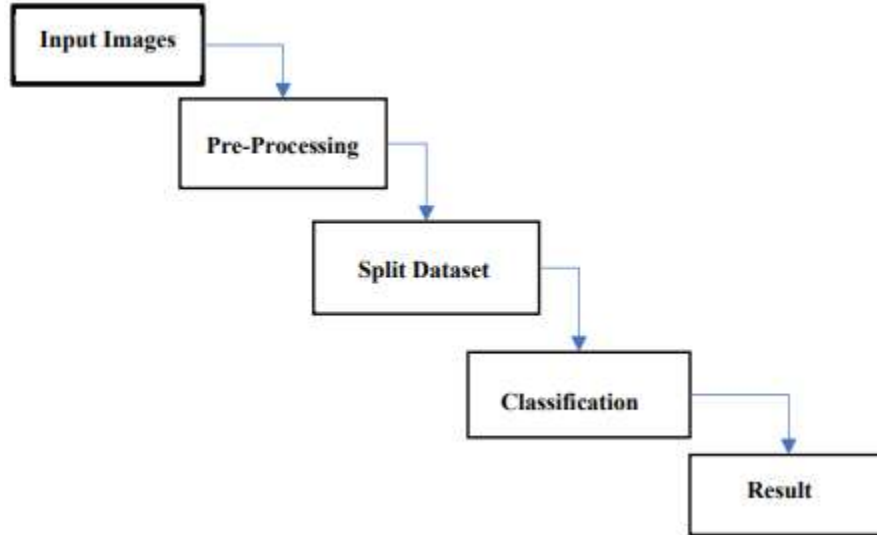 Input Images
Pre-Processing
Split Dataset
Classification
Result